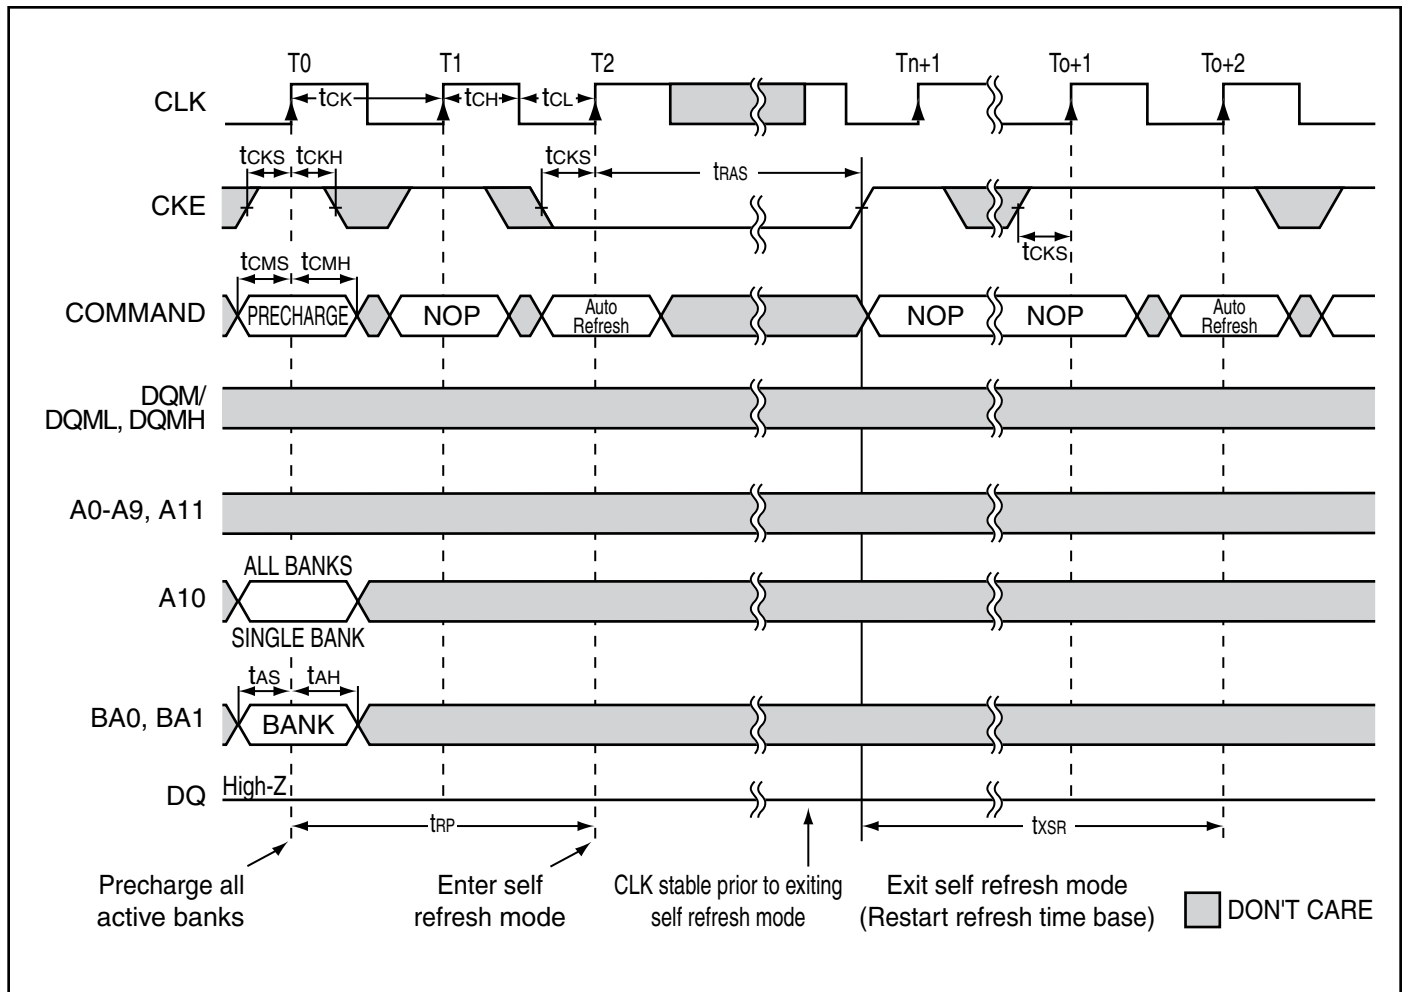 T0 T1 T2 Tn+1 To+1 To+2
CLK
tCK tCH tCL
tCKS tCKH tCKS tRAS
CKE
tCKS
tCMS tCMH
COMMAND PRECHARGE NOP Auto Refresh NOP NOP Auto Refresh
DQM/
DQML, DQMH
A0-A9, A11
ALL BANKS
A10
SINGLE BANK
tAS tAH
BA0, BA1 BANK
DQ High-Z
tRP tXSR
Precharge all
active banks
Enter self
refresh mode
CLK stable prior to exiting
self refresh mode
Exit self refresh mode
(Restart refresh time base)
DON'T CARE